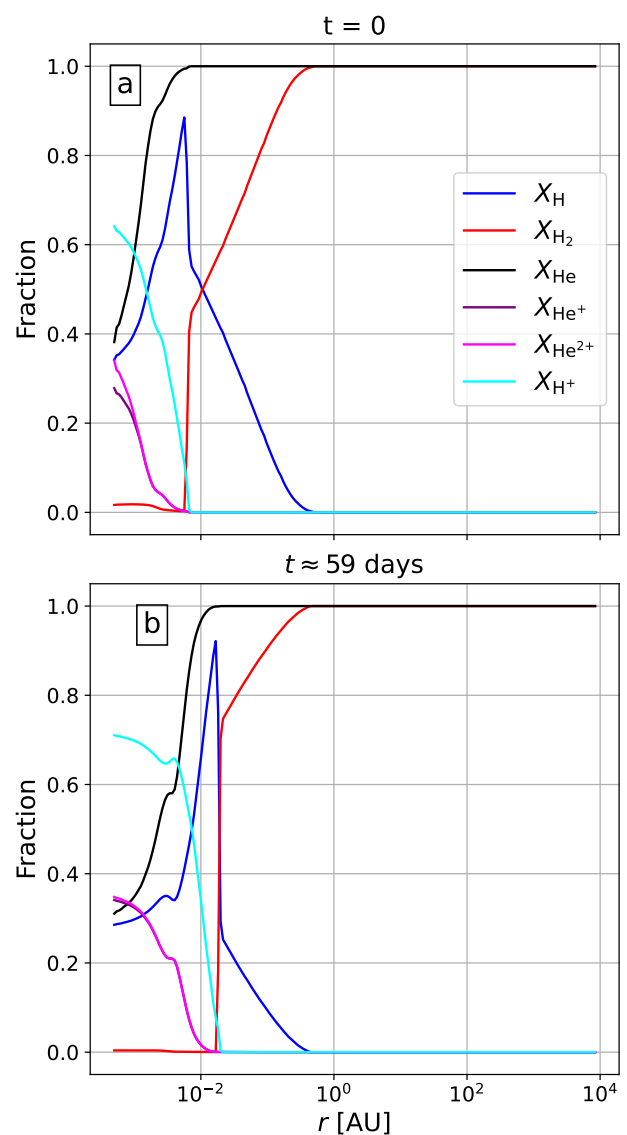 t = 0
a
1.0
0.8
0.6
0.4
0.2
0.0
Fraction
X_H
X_H₂
X_He
X_He⁺
X_He²⁺
X_H⁺
t ≈ 59 days
b
1.0
0.8
0.6
0.4
0.2
0.0
Fraction
10⁻² 10⁰ 10² 10⁴
r [AU]